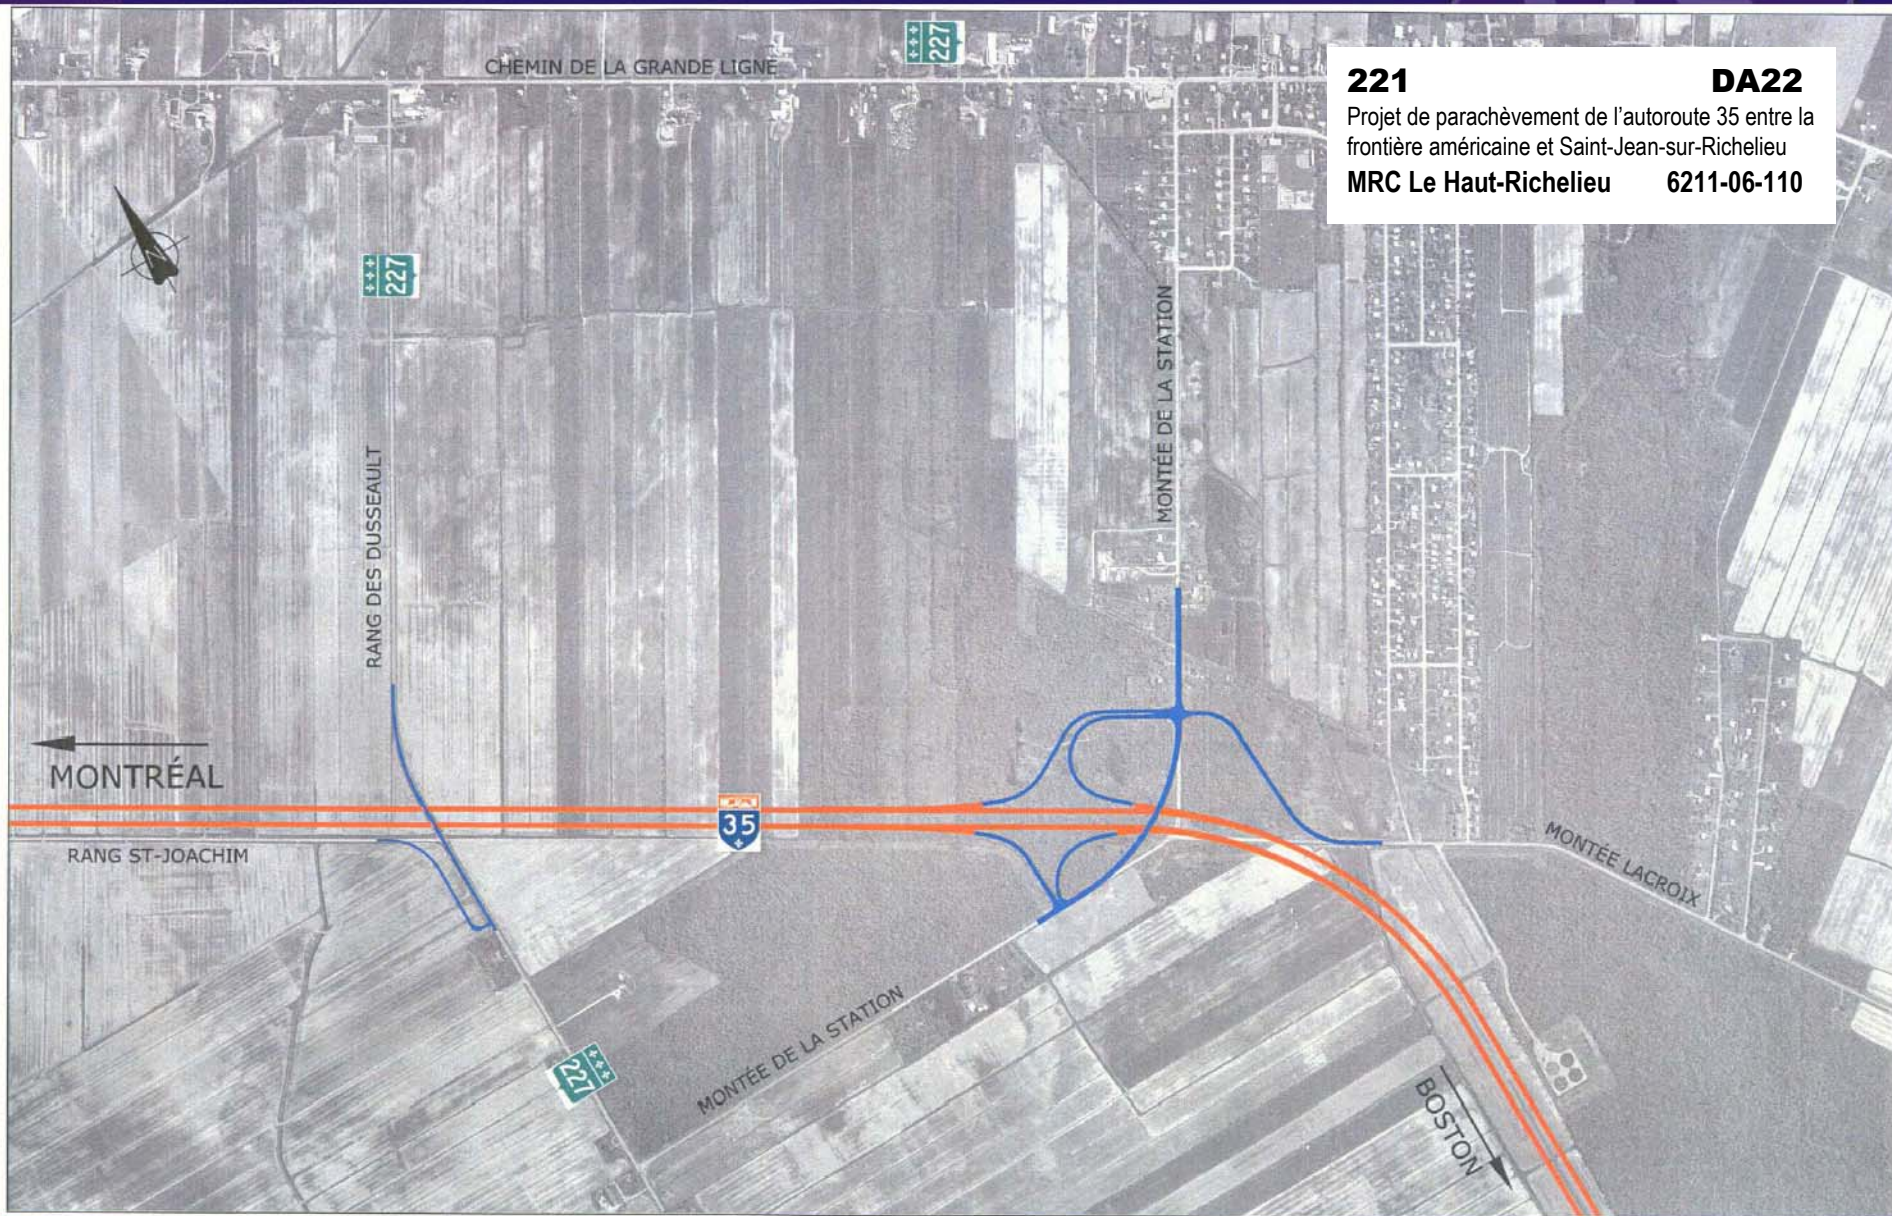 CHEMIN DE LA GRANDE LIGNE
227
221 DA22
Projet de parachèvement de l'autoroute 35 entre la
frontière américaine et Saint-Jean-sur-Richelieu
MRC Le Haut-Richelieu 6211-06-110
N
227
MONTÉE DE LA STATION
RANG DES DUSSEAULT
MONTRÉAL
35
RANG ST-JOACHIM
MONTÉE LACROIX
MONTÉE DE LA STATION
227
BOSTON